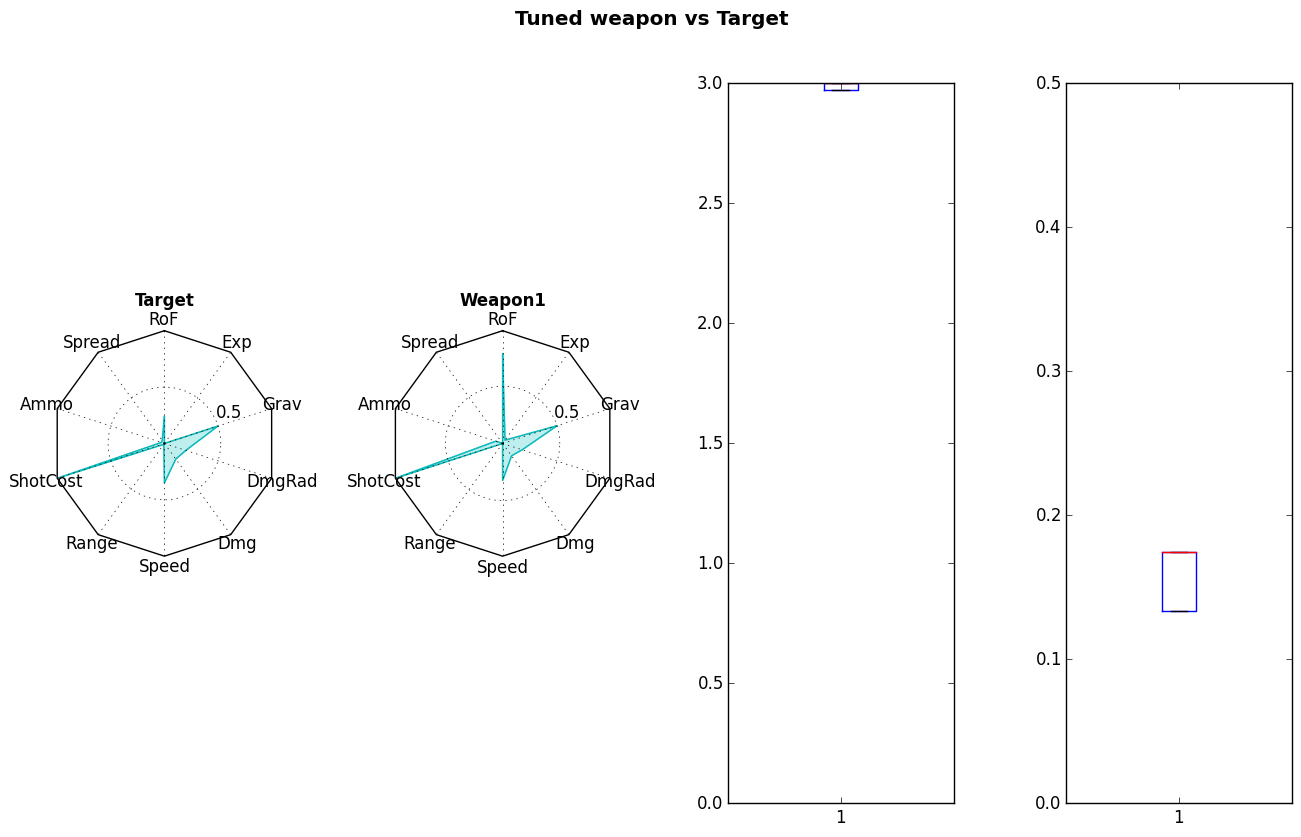 Tuned weapon vs Target
Target
RoF
Exp
Grav
DmgRad
Dmg
Speed
Range
ShotCost
Ammo
Spread
0.5
Weapon1
RoF
Exp
Grav
DmgRad
Dmg
Speed
Range
ShotCost
Ammo
Spread
0.5
3.0
2.5
2.0
1.5
1.0
0.5
0.0
1
0.5
0.4
0.3
0.2
0.1
0.0
1